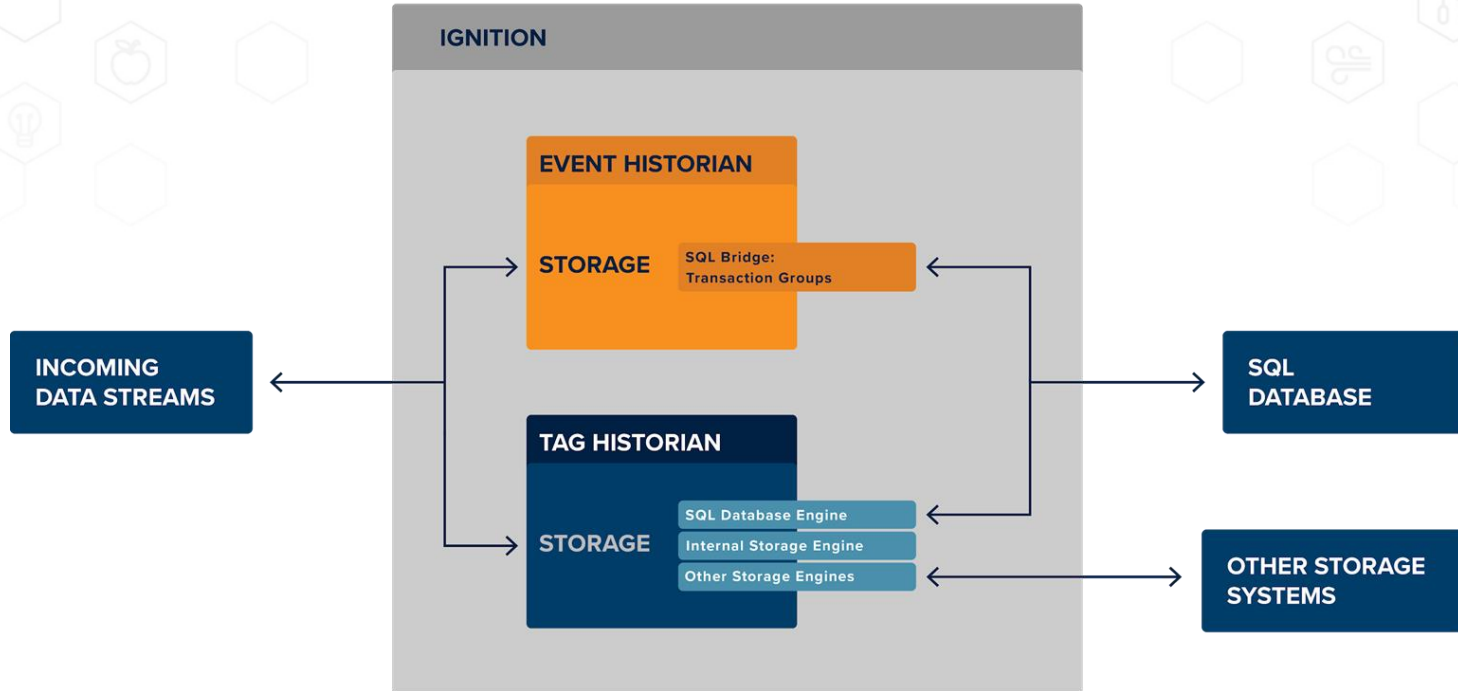 IGNITION
EVENT HISTORIAN
STORAGE
SQL Bridge:
Transaction Groups
INCOMING
DATA STREAMS
SQL
DATABASE
TAG HISTORIAN
STORAGE
SQL Database Engine
Internal Storage Engine
Other Storage Engines
OTHER STORAGE
SYSTEMS